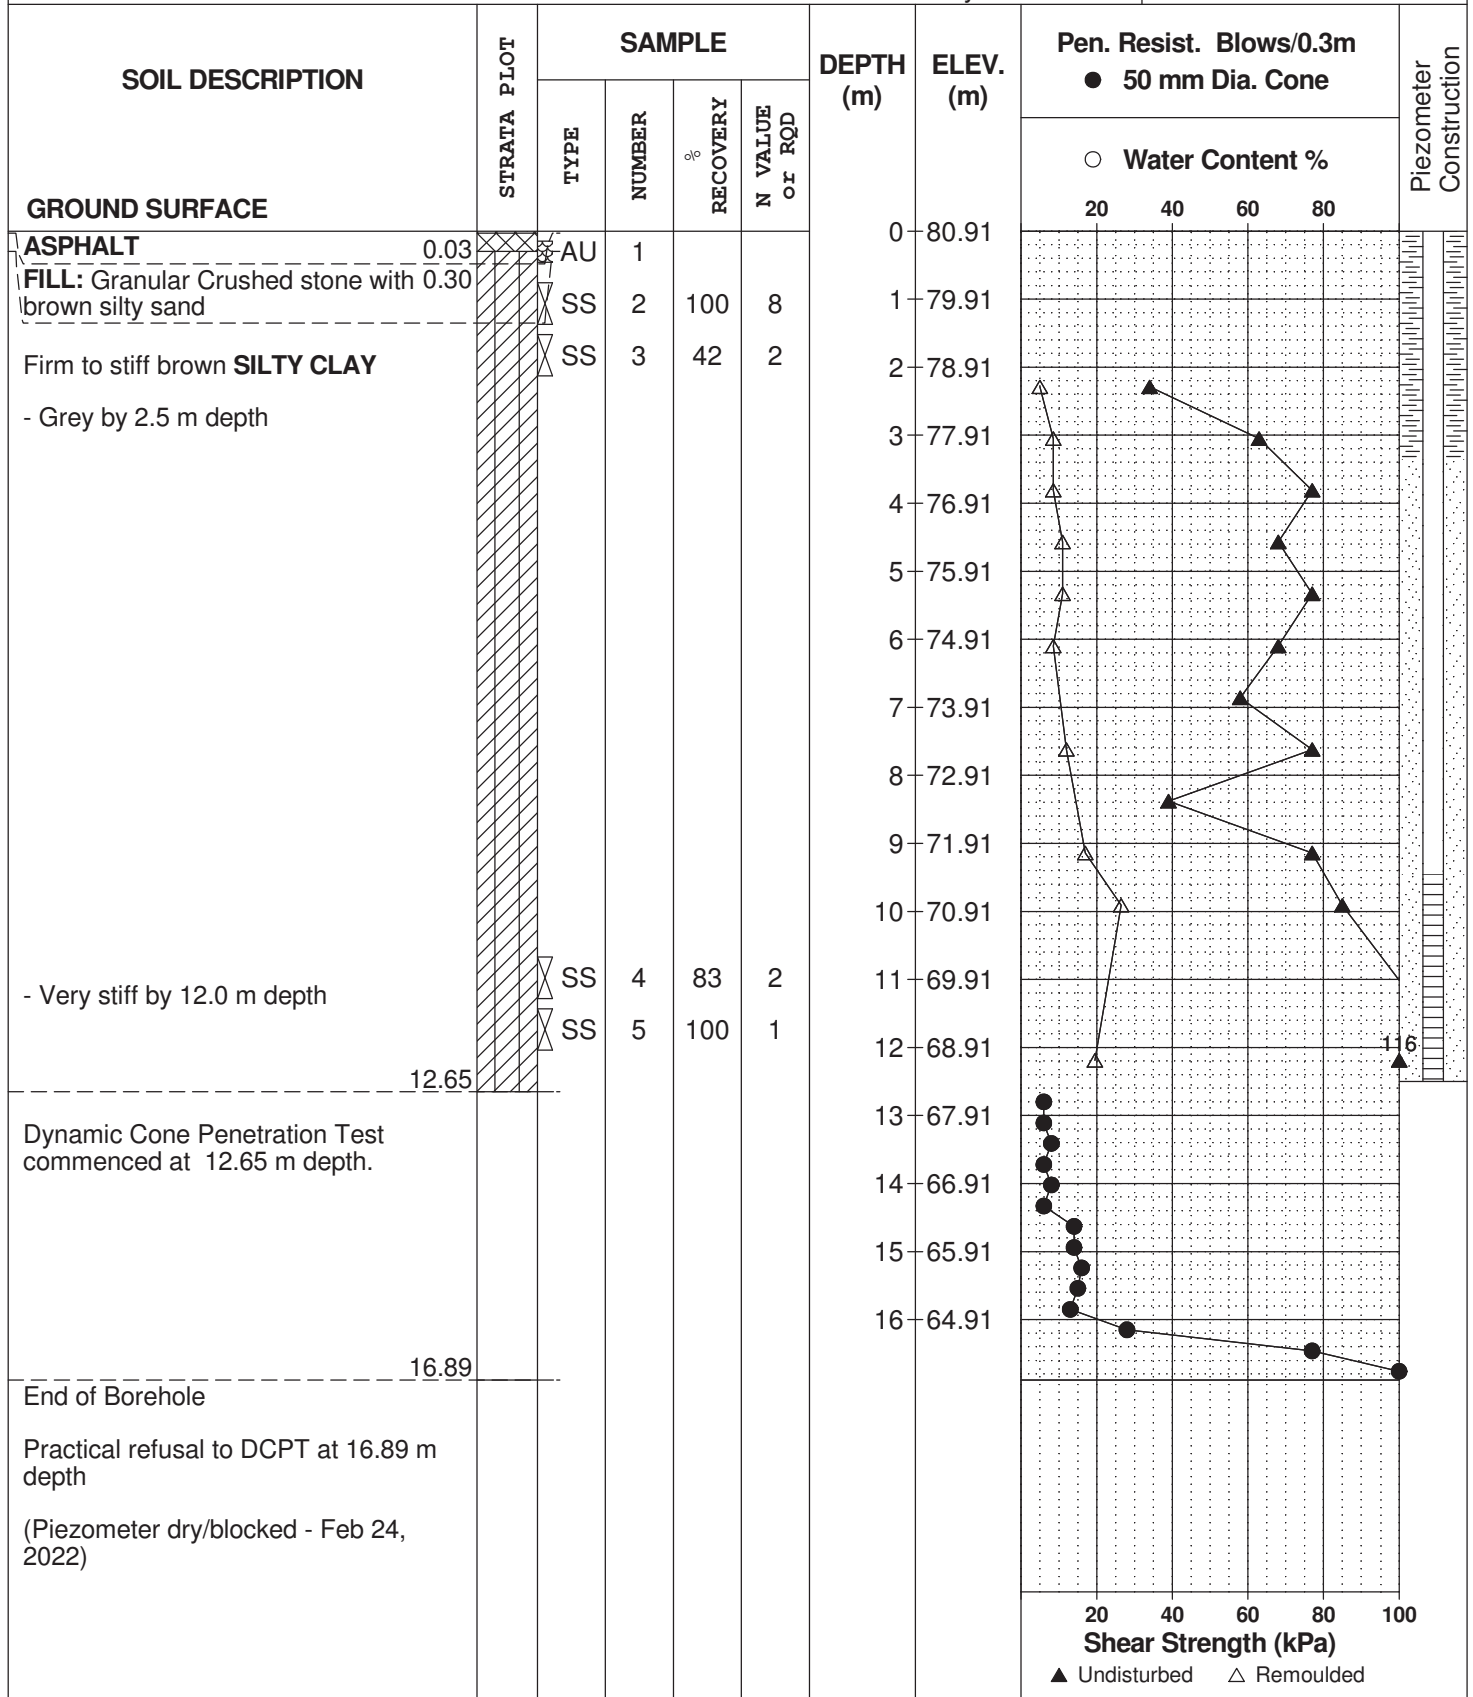 SOIL DESCRIPTION
GROUND SURFACE
STRATA PLOT
SAMPLE
TYPE
NUMBER
%
RECOVERY
N VALUE
or RQD
DEPTH
(m)
ELEV.
(m)
Pen. Resist. Blows/0.3m
● 50 mm Dia. Cone
○ Water Content %
20 40 60 80
Piezometer
Construction
ASPHALT 0.03
FILL: Granular Crushed stone with 0.30
brown silty sand
Firm to stiff brown SILTY CLAY
- Grey by 2.5 m depth
- Very stiff by 12.0 m depth
12.65
Dynamic Cone Penetration Test
commenced at 12.65 m depth.
16.89
End of Borehole
Practical refusal to DCPT at 16.89 m
depth
(Piezometer dry/blocked - Feb 24,
2022)
AU 1
SS 2 100 8
SS 3 42 2
SS 4 83 2
SS 5 100 1
0 80.91
1 79.91
2 78.91
3 77.91
4 76.91
5 75.91
6 74.91
7 73.91
8 72.91
9 71.91
10 70.91
11 69.91
12 68.91
13 67.91
14 66.91
15 65.91
16 64.91
116
20 40 60 80 100
Shear Strength (kPa)
▲ Undisturbed △ Remoulded